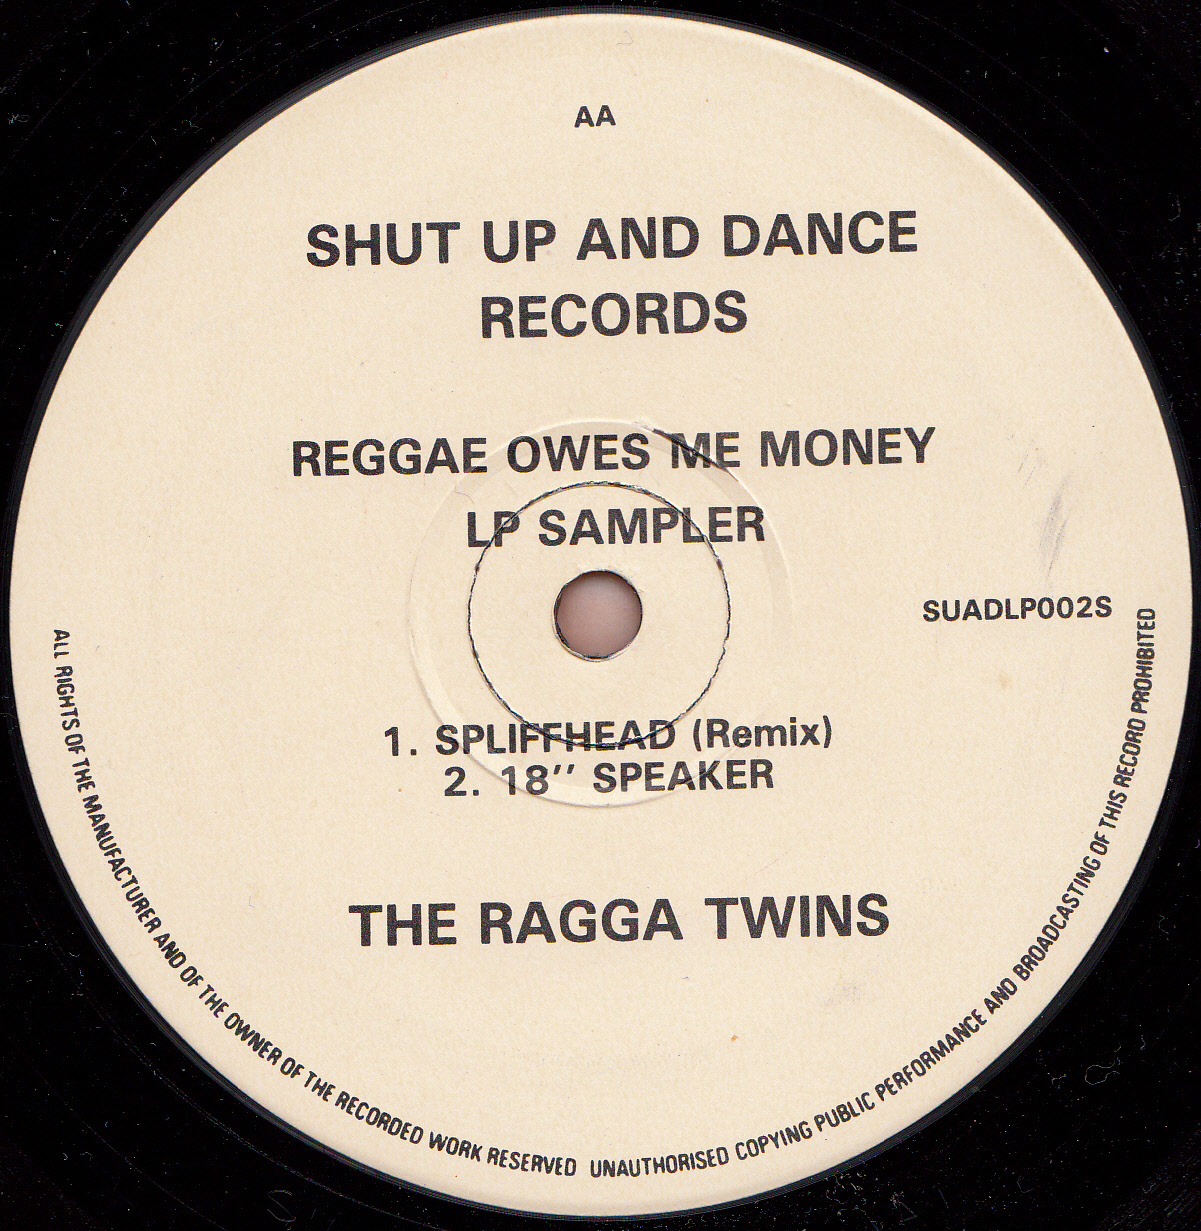 AA
SHUT UP AND DANCE
RECORDS
REGGAE OWES ME MONEY
LP SAMPLER
SUADLP002S
1. SPLIFFHEAD (Remix)
2. 18″ SPEAKER
THE RAGGA TWINS
ALL RIGHTS OF THE MANUFACTURER AND OF THE OWNER OF THE RECORDED WORK RESERVED UNAUTHORISED COPYING PUBLIC PERFORMANCE AND BROADCASTING OF THIS RECORD PROHIBITED